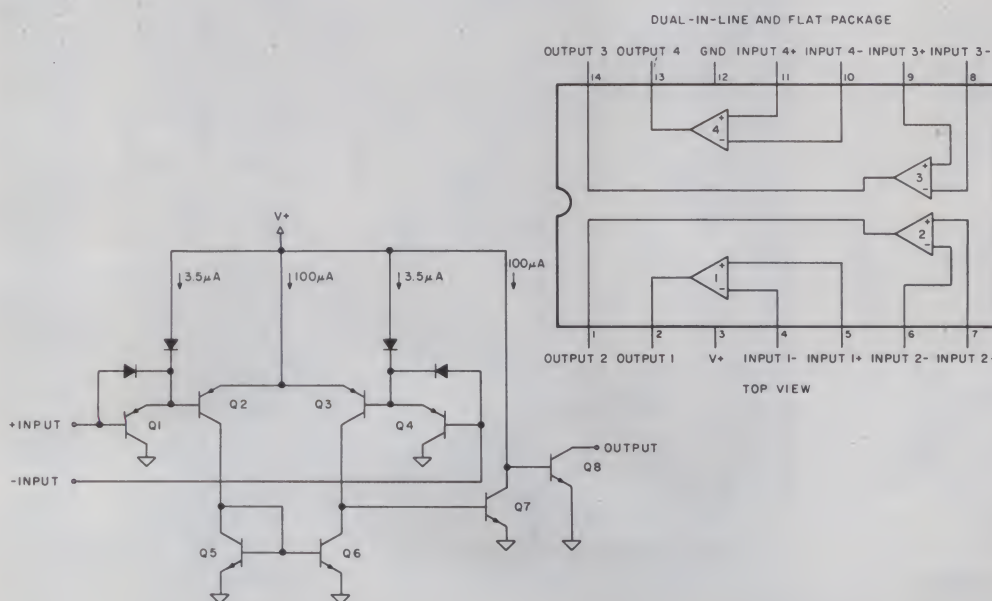 DUAL-IN-LINE AND FLAT PACKAGE
OUTPUT 3 OUTPUT 4 GND INPUT 4+ INPUT 4- INPUT 3+ INPUT 3-
14 13 12 11 10 9 8
+
4
-
+
3
-
+
2
-
+
1
-
1 2 3 4 5 6 7
OUTPUT 2 OUTPUT 1 V+ INPUT 1- INPUT 1+ INPUT 2- INPUT 2-
TOP VIEW
V+
3.5µA 100µA 3.5µA 100µA
Q2 Q3
+INPUT Q1 Q4
-INPUT
OUTPUT
Q8
Q7
Q5 Q6